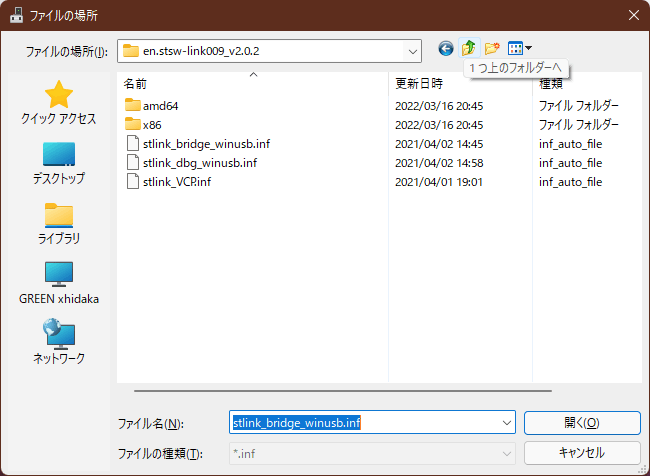 ファイルの場所
ファイルの場所(I):
en.stsw-link009_v2.0.2
1 つ上のフォルダーへ
名前 更新日時 種類
amd64 2022/03/16 20:45 ファイル フォルダー
x86 2022/03/16 20:45 ファイル フォルダー
stlink_bridge_winusb.inf 2021/04/02 14:45 inf_auto_file
stlink_dbg_winusb.inf 2021/04/02 14:58 inf_auto_file
stlink_VCP.inf 2021/04/01 19:01 inf_auto_file
クイック アクセス
デスクトップ
ライブラリ
GREEN xhidaka
ネットワーク
ファイル名(N):
stlink_bridge_winusb.inf
開く(O)
ファイルの種類(T):
*.inf
キャンセル